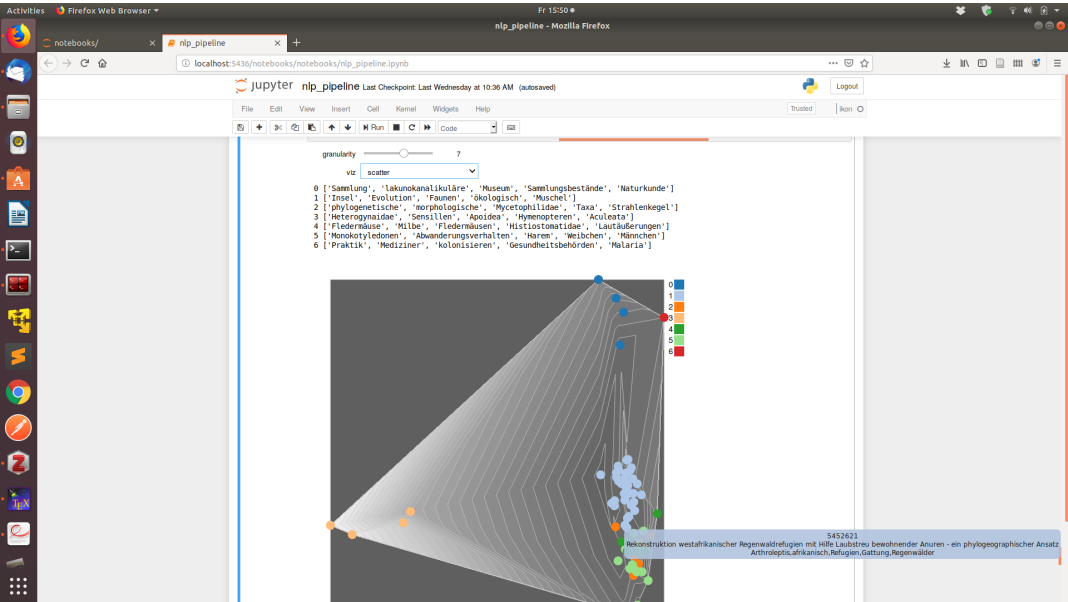 Activities Firefox Web Browser Fr 15:50
nlp_pipeline - Mozilla Firefox
notebooks/ nlp_pipeline
localhost:5436/notebooks/notebooks/nlp_pipeline.ipynb
jupyter nlp_pipeline Last Checkpoint: Last Wednesday at 10:36 AM (autosaved) Logout
File Edit View Insert Cell Kernel Widgets Help Trusted ikon
Run Code
granularity 7
viz scatter
0 ['Sammlung', 'lakunokanalikuläre', 'Museum', 'Sammlungsbestände', 'Naturkunde']
1 ['Insel', 'Evolution', 'Faunen', 'ökologisch', 'Muschel']
2 ['phylogenetische', 'morphologische', 'Mycetophilidae', 'Taxa', 'Strahlenkegel']
3 ['Heterogynaidae', 'Sensillen', 'Apoidea', 'Hymenopteren', 'Aculeata']
4 ['Fledermäuse', 'Milbe', 'Fledermäusen', 'Histiostomatidae', 'Lautäußerungen']
5 ['Monokotyledonen', 'Abwanderungsverhalten', 'Harem', 'Weibchen', 'Männchen']
6 ['Praktik', 'Mediziner', 'kolonisieren', 'Gesundheitsbehörden', 'Malaria']
0
1
2
3
4
5
6
5452621
Rekonstruktion westafrikanischer Regenwaldrefugien mit Hilfe Laubstreu bewohnender Anuren - ein phylogeographischer Ansatz
Arthroleptis,afrikanisch,Refugien,Gattung,Regenwälder